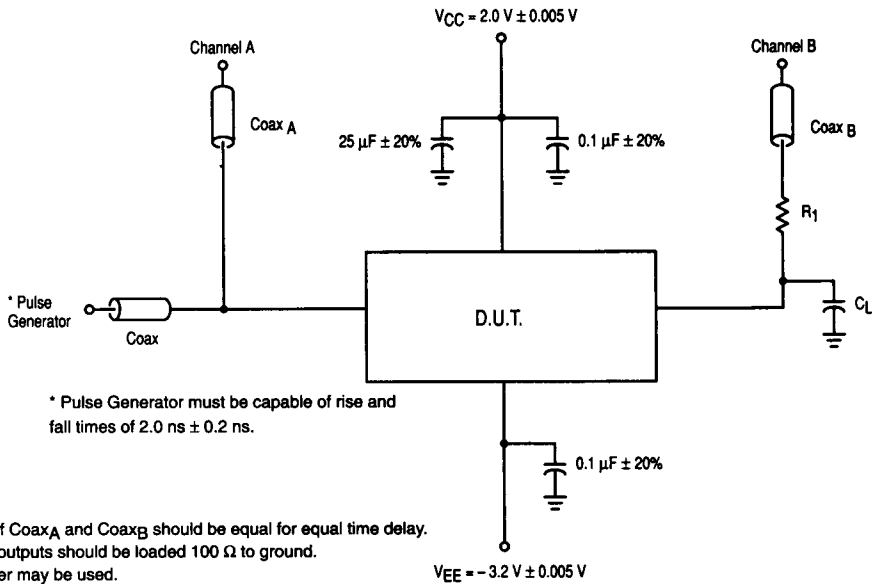 VCC = 2.0 V ± 0.005 V
Channel A
Channel B
Coax A
25 µF ± 20%
0.1 µF ± 20%
Coax B
R1
* Pulse
Generator
Coax
D.U.T.
CL
* Pulse Generator must be capable of rise and
fall times of 2.0 ns ± 0.2 ns.
0.1 µF ± 20%
f CoaxA and CoaxB should be equal for equal time delay.
outputs should be loaded 100 Ω to ground.
er may be used.
VEE = – 3.2 V ± 0.005 V